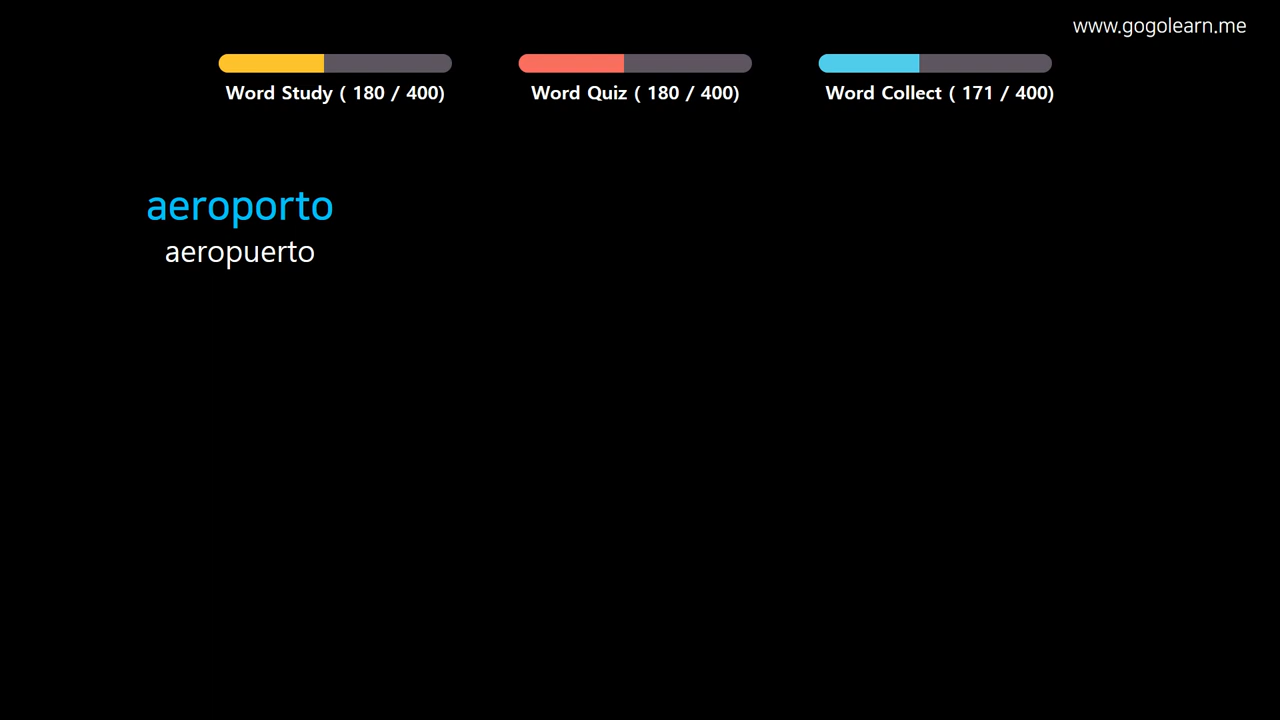 www.gogolearn.me
Word Study ( 180 / 400)
Word Quiz ( 180 / 400)
Word Collect ( 171 / 400)
aeroporto
aeropuerto